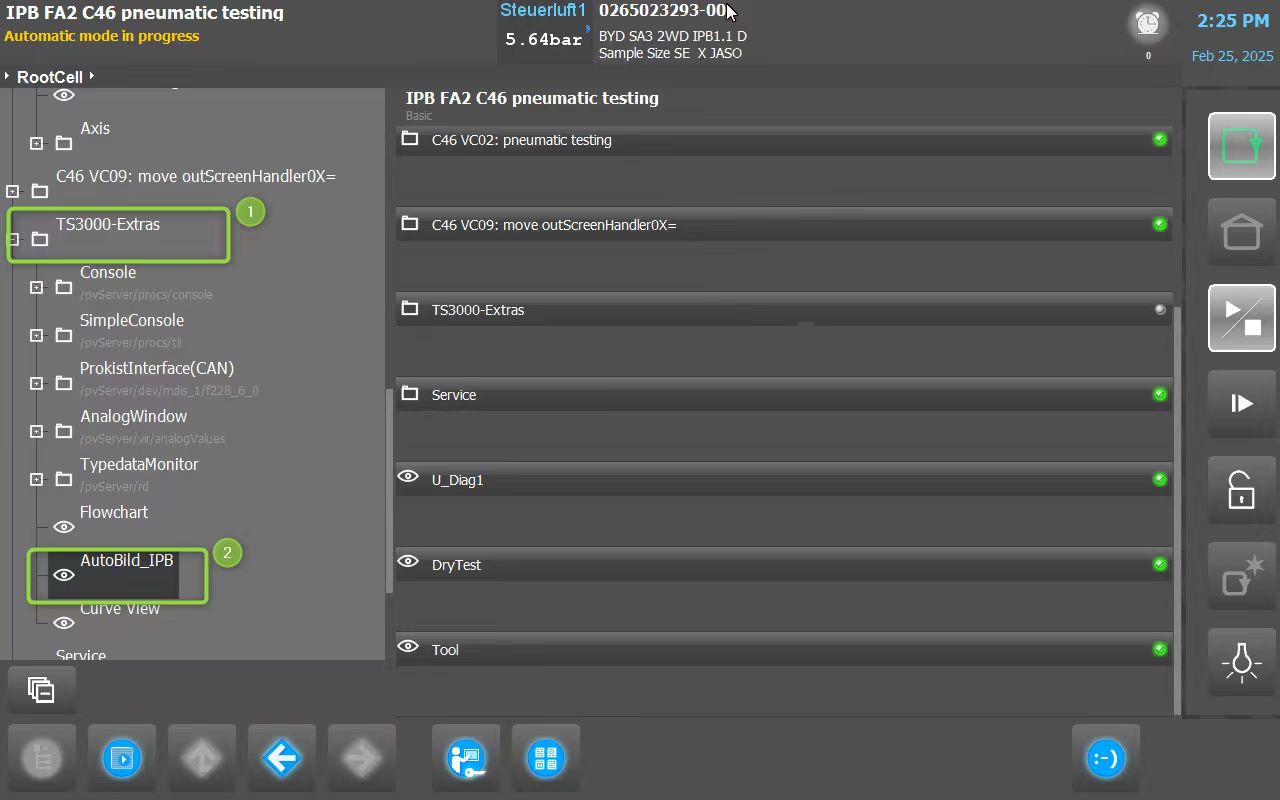 IPB FA2 C46 pneumatic testing
Automatic mode in progress
Steuerluft1
5.64bar
0265023293-00
BYD SA3 2WD IPB1.1 D
Sample Size SE X JASO
0
2:25 PM
Feb 25, 2025
RootCell
Axis
C46 VC09: move outScreenHandler0X=
TS3000-Extras
1
Console
/pvServer/procs/console
SimpleConsole
/pvServer/procs/tli
ProkistInterface(CAN)
/pvServer/dev/mdis_1/f228_6_0
AnalogWindow
/pvServer/vir/analogValues
TypedataMonitor
/pvServer/rd
Flowchart
AutoBild_IPB
2
Curve View
Service
IPB FA2 C46 pneumatic testing
Basic
C46 VC02: pneumatic testing
C46 VC09: move outScreenHandler0X=
TS3000-Extras
Service
U_Diag1
DryTest
Tool
:-)